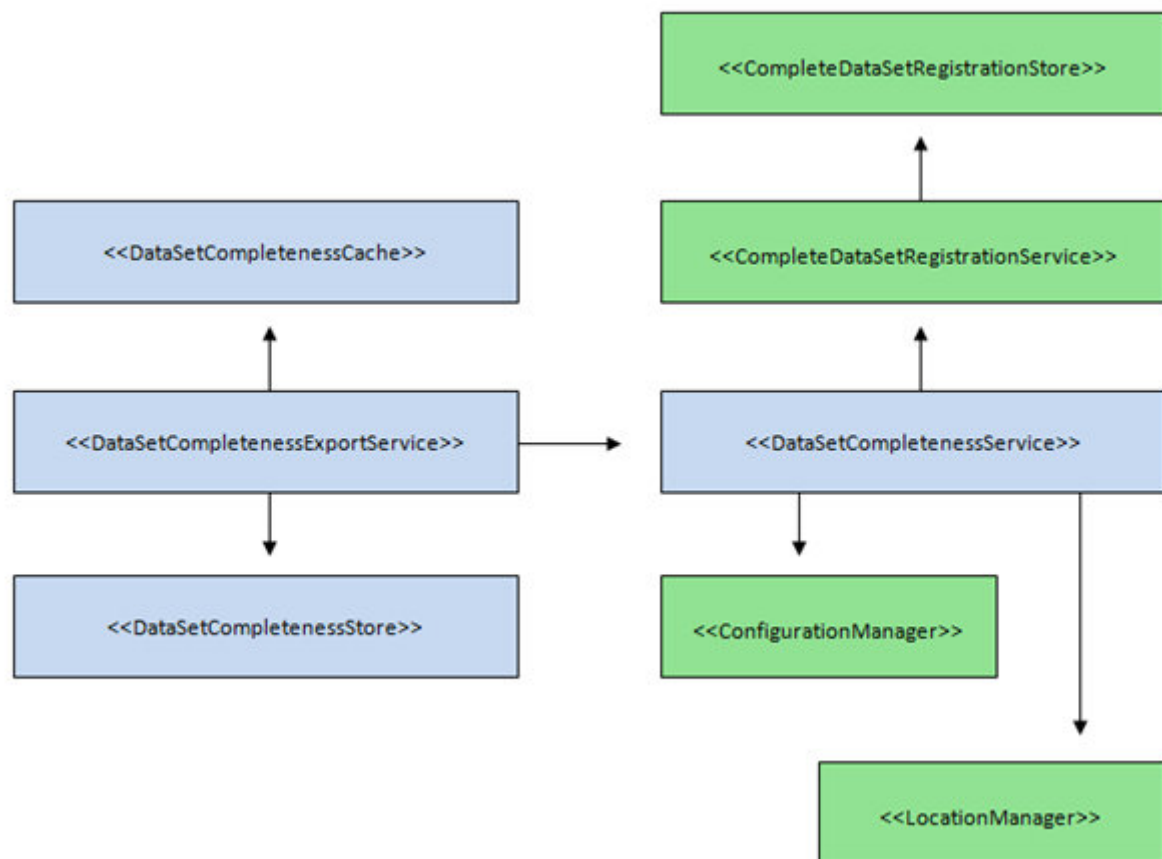 <<CompleteDataSetRegistrationStore>>
<<DataSetCompletenessCache>>
<<CompleteDataSetRegistrationService>>
<<DataSetCompletenessExportService>>
<<DataSetCompletenessService>>
<<DataSetCompletenessStore>>
<<ConfigurationManager>>
<<LocationManager>>